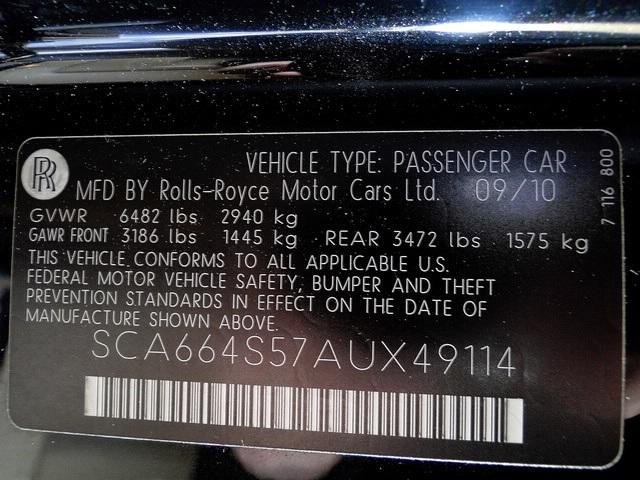 RR
VEHICLE TYPE: PASSENGER CAR
MFD BY Rolls-Royce Motor Cars Ltd. 09/10
GVWR 6482 lbs 2940 kg
GAWR FRONT 3186 lbs 1445 kg REAR 3472 lbs 1575 kg
THIS VEHICLE CONFORMS TO ALL APPLICABLE U.S.
FEDERAL MOTOR VEHICLE SAFETY, BUMPER AND THEFT
PREVENTION STANDARDS IN EFFECT ON THE DATE OF
MANUFACTURE SHOWN ABOVE.
SCA664S57AUX49114
7 116 800